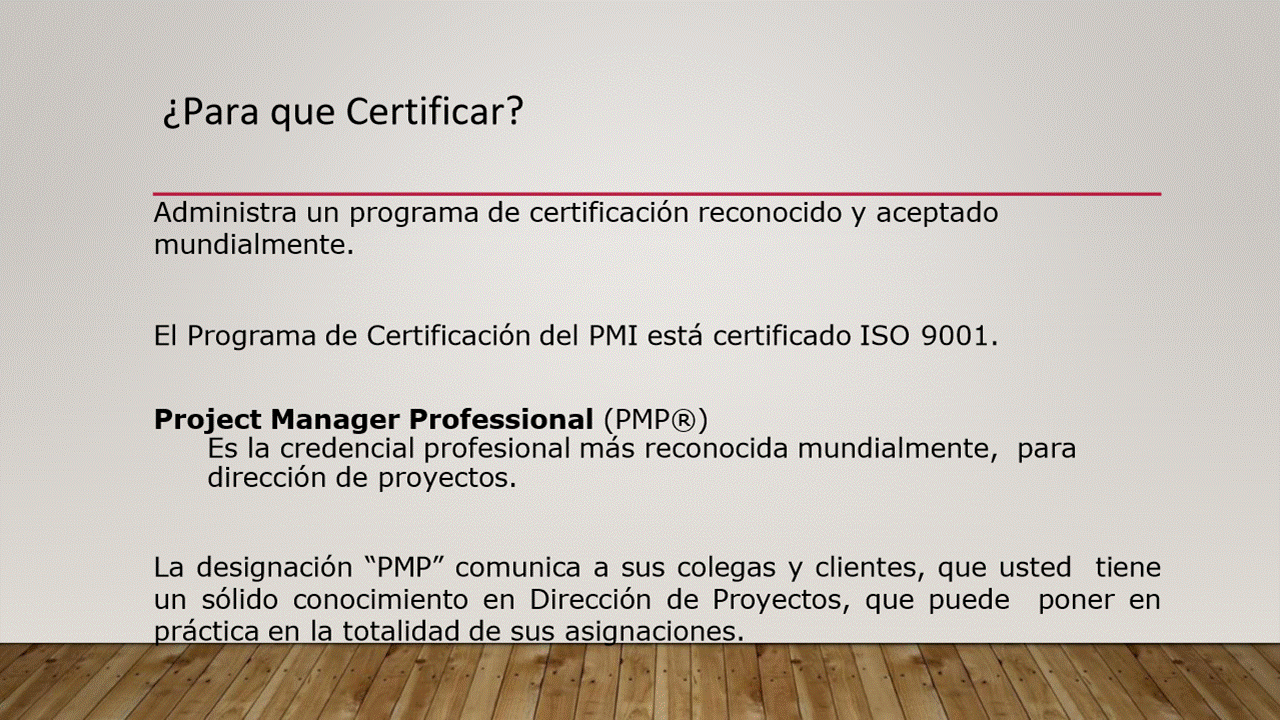 ¿Para que Certificar?
Administra un programa de certificación reconocido y aceptado
mundialmente.
El Programa de Certificación del PMI está certificado ISO 9001.
Project Manager Professional (PMP®)
Es la credencial profesional más reconocida mundialmente, para
dirección de proyectos.
La designación “PMP” comunica a sus colegas y clientes, que usted tiene
un sólido conocimiento en Dirección de Proyectos, que puede poner en
práctica en la totalidad de sus asignaciones.